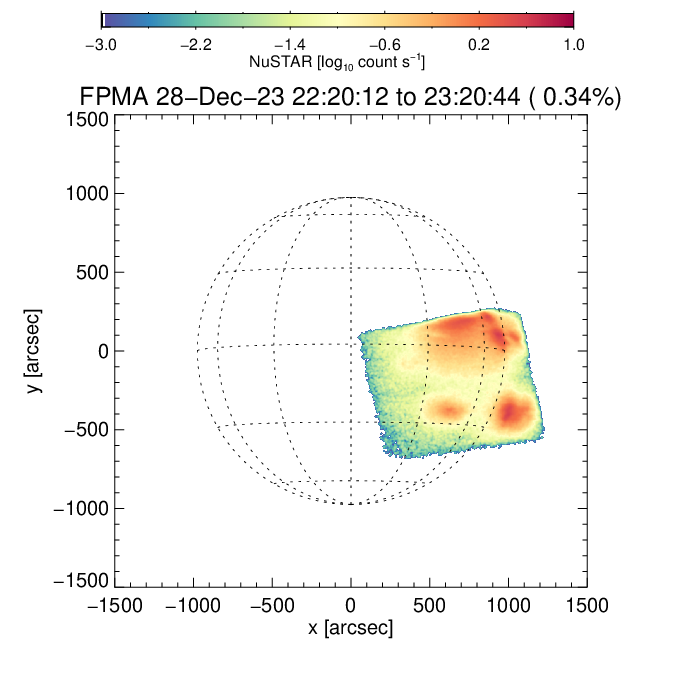 −3.0 −2.2 −1.4 −0.6 0.2 1.0
NuSTAR [log₁₀ count s⁻¹]
FPMA 28−Dec−23 22:20:12 to 23:20:44 ( 0.34%)
1500
1000
500
0
−500
−1000
−1500
y [arcsec]
−1500 −1000 −500 0 500 1000 1500
x [arcsec]